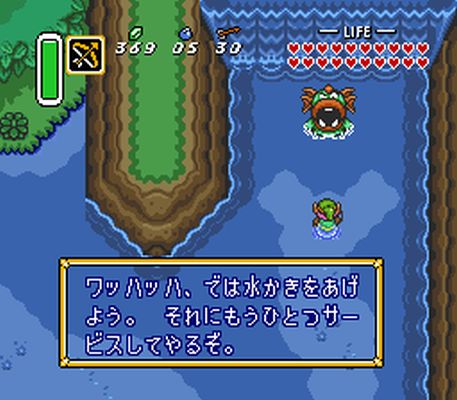 — LIFE —
369 05 30
ワッハッハ、では水かきをあげ
よう。 それにもうひとつサー
ビスしてやるぞ。